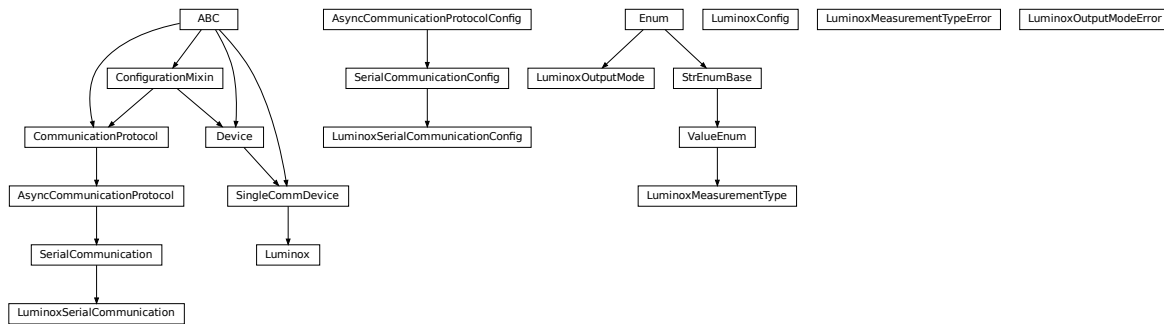 ABC
AsyncCommunicationProtocolConfig
Enum
LuminoxConfig
LuminoxMeasurementTypeError
LuminoxOutputModeError
ConfigurationMixin
SerialCommunicationConfig
LuminoxOutputMode
StrEnumBase
CommunicationProtocol
Device
LuminoxSerialCommunicationConfig
ValueEnum
AsyncCommunicationProtocol
SingleCommDevice
LuminoxMeasurementType
SerialCommunication
Luminox
LuminoxSerialCommunication